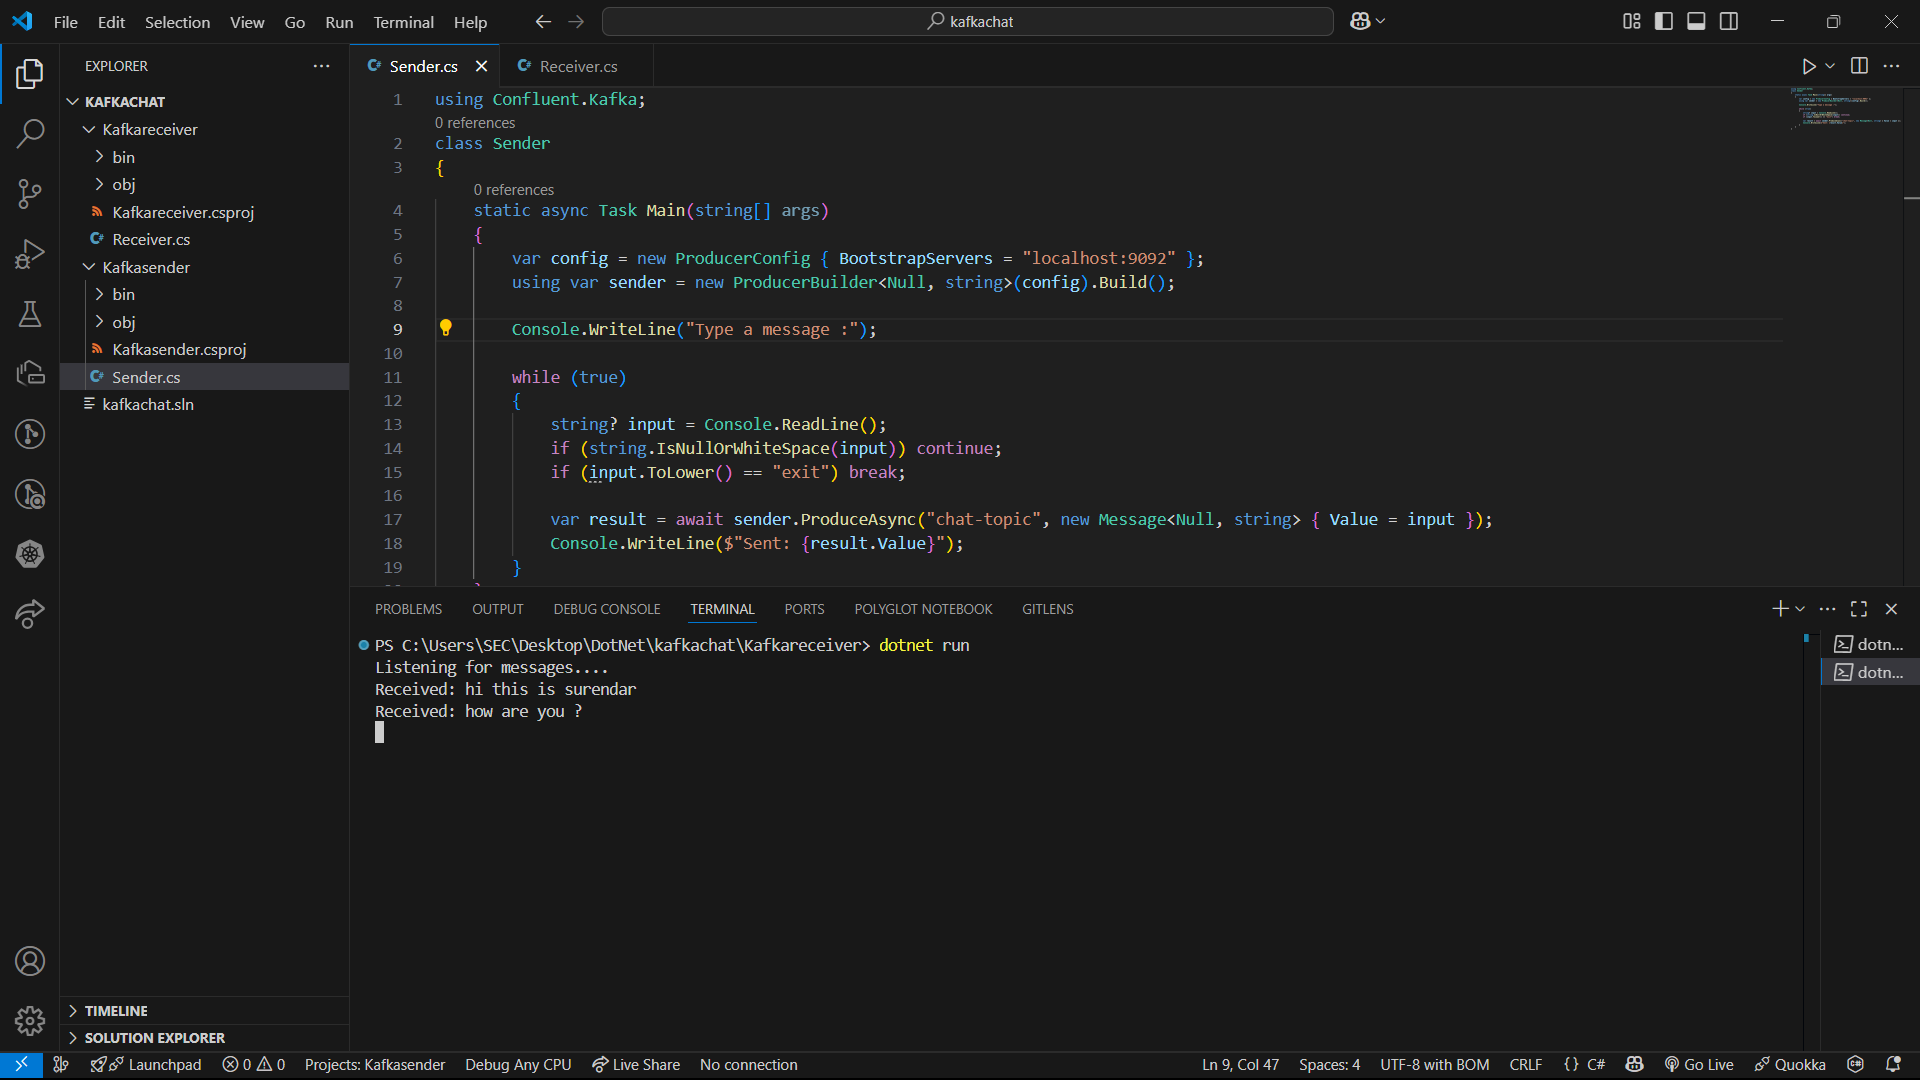 File Edit Selection View Go Run Terminal Help
kafkachat
EXPLORER
KAFKACHAT
Kafkareceiver
bin
obj
Kafkareceiver.csproj
Receiver.cs
Kafkasender
bin
obj
Kafkasender.csproj
Sender.cs
kafkachat.sln
TIMELINE
SOLUTION EXPLORER
Sender.cs Receiver.cs
1 using Confluent.Kafka;
0 references
2 class Sender
3 {
0 references
4 static async Task Main(string[] args)
5 {
6 var config = new ProducerConfig { BootstrapServers = "localhost:9092" };
7 using var sender = new ProducerBuilder<Null, string>(config).Build();
8
9 Console.WriteLine("Type a message :");
10
11 while (true)
12 {
13 string? input = Console.ReadLine();
14 if (string.IsNullOrWhiteSpace(input)) continue;
15 if (input.ToLower() == "exit") break;
16
17 var result = await sender.ProduceAsync("chat-topic", new Message<Null, string> { Value = input });
18 Console.WriteLine($"Sent: {result.Value}");
19 }
PROBLEMS OUTPUT DEBUG CONSOLE TERMINAL PORTS POLYGLOT NOTEBOOK GITLENS
PS C:\Users\SEC\Desktop\DotNet\kafkachat\Kafkareceiver> dotnet run
Listening for messages....
Received: hi this is surendar
Received: how are you ?
dotn...
dotn...
Launchpad 0 0 Projects: Kafkasender Debug Any CPU Live Share No connection Ln 9, Col 47 Spaces: 4 UTF-8 with BOM CRLF {} C# Go Live Quokka